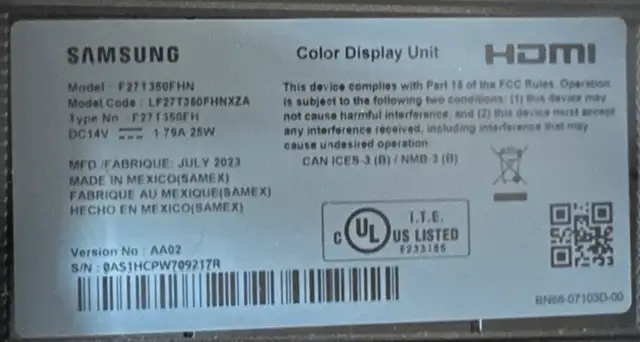 SAMSUNG
Color Display Unit
HDMI
Model : F27T350FHN
Model Code : LF27T350FHNXZA
Type No : F27T350FH
DC14V 1.79A 25W
This device complies with Part 15 of the FCC Rules. Operation
is subject to the following two conditions: (1) this device may
not cause harmful interference, and (2) this device must accept
any interference received, including interference that may
cause undesired operation.
CAN ICES-3 (B) / NMB-3 (B)
MFD /FABRIQUE: JULY 2023
MADE IN MEXICO(SAMEX)
FABRIQUE AU MEXIQUE(SAMEX)
HECHO EN MEXICO(SAMEX)
C UL US LISTED
I.T.E.
E233185
Version No : AA02
S/N : 0AS1HCPW709217R
BN68-07103D-00